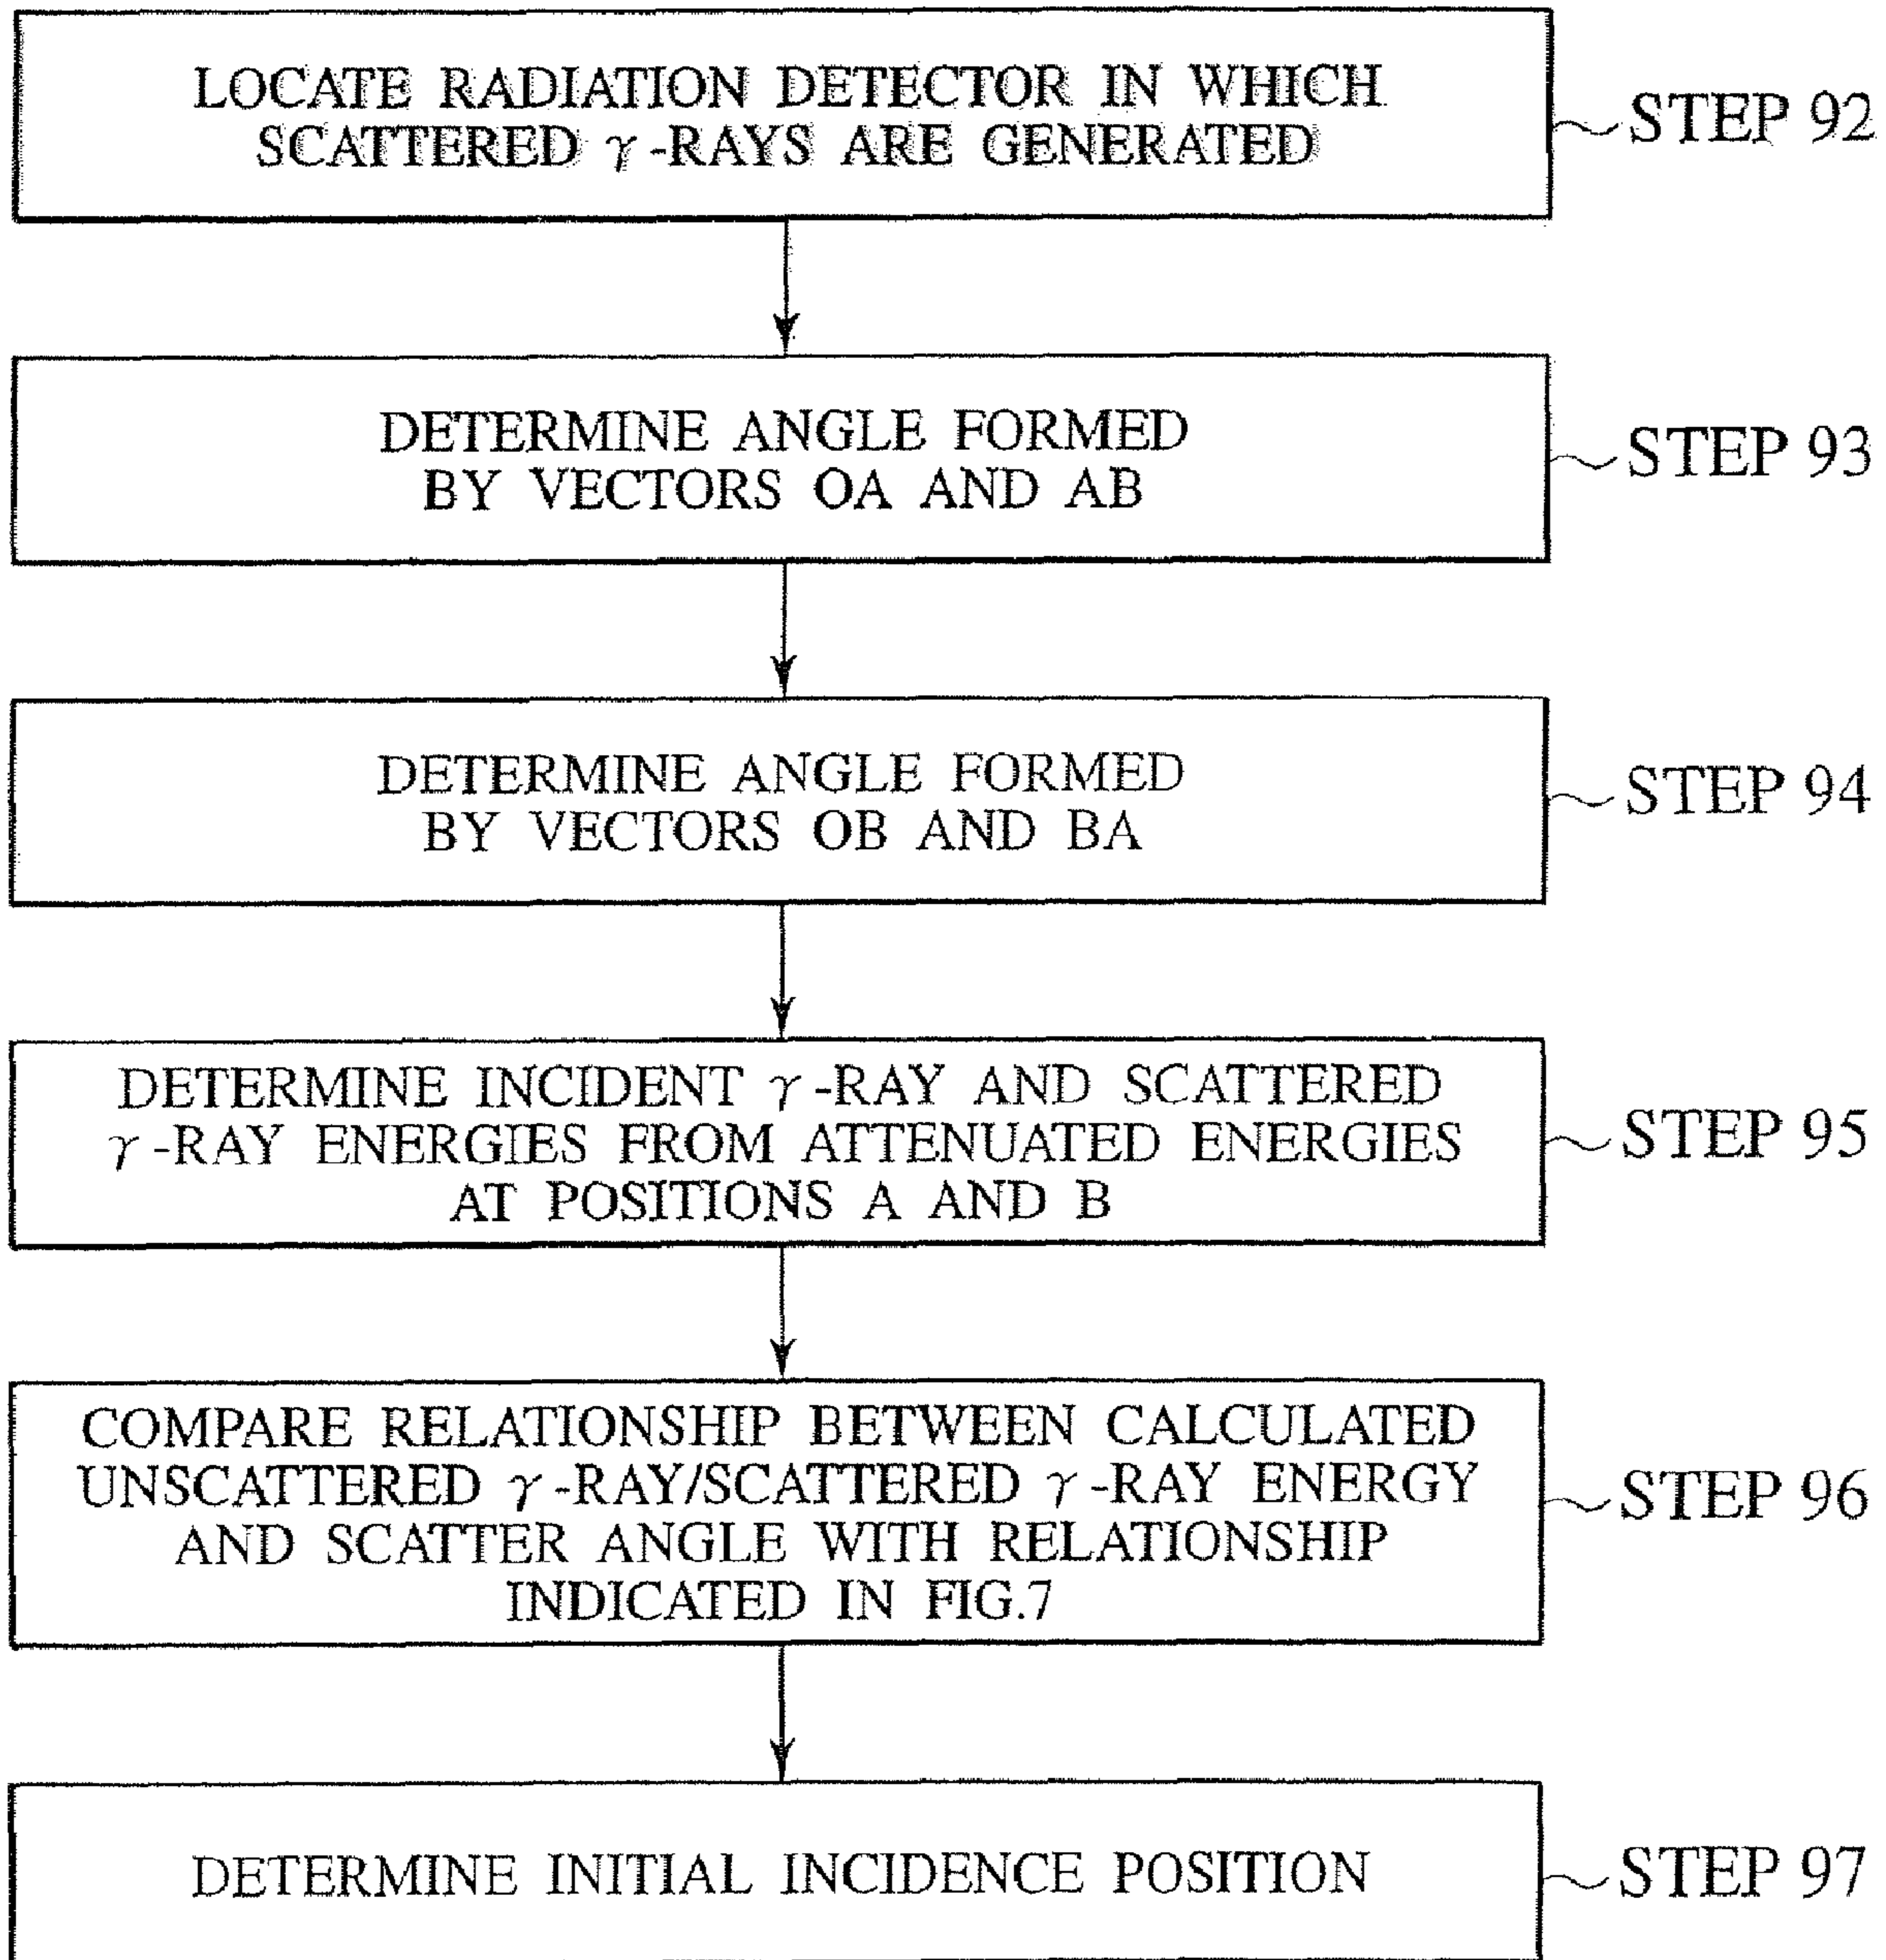 LOCATE RADIATION DETECTOR IN WHICH
SCATTERED γ-RAYS ARE GENERATED
STEP 92
DETERMINE ANGLE FORMED
BY VECTORS OA AND AB
STEP 93
DETERMINE ANGLE FORMED
BY VECTORS OB AND BA
STEP 94
DETERMINE INCIDENT γ-RAY AND SCATTERED
γ-RAY ENERGIES FROM ATTENUATED ENERGIES
AT POSITIONS A AND B
STEP 95
COMPARE RELATIONSHIP BETWEEN CALCULATED
UNSCATTERED γ-RAY/SCATTERED γ-RAY ENERGY
AND SCATTER ANGLE WITH RELATIONSHIP
INDICATED IN FIG.7
STEP 96
DETERMINE INITIAL INCIDENCE POSITION
STEP 97